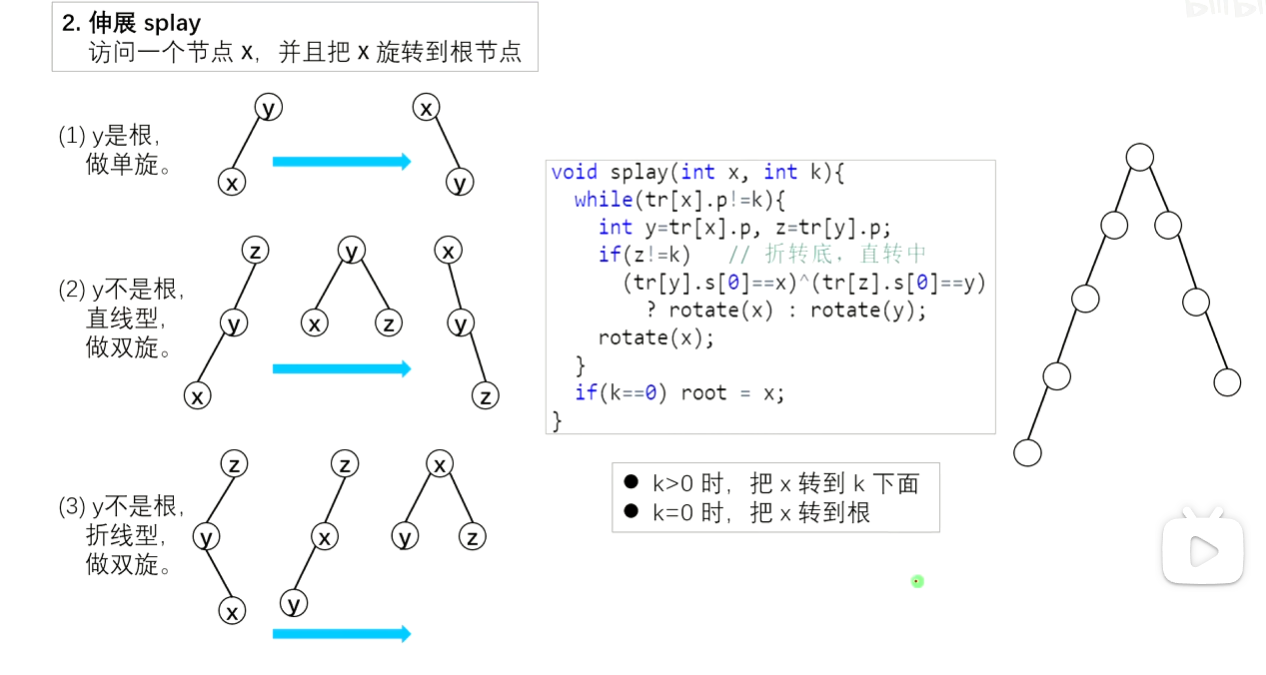 2. 伸展 splay
访问一个节点 x，并且把 x 旋转到根节点
(1) y是根，
做单旋。
y
x
x
y
(2) y不是根，
直线型，
做双旋。
z
y
x
y
x
z
x
y
z
(3) y不是根，
折线型，
做双旋。
z
y
x
z
x
y
x
y
z
void splay(int x, int k){
while(tr[x].p!=k){
int y=tr[x].p, z=tr[y].p;
if(z!=k) // 折转底，直转中
(tr[y].s[0]==x)^(tr[z].s[0]==y)
? rotate(x) : rotate(y);
rotate(x);
}
if(k==0) root = x;
}
● k>0 时，把 x 转到 k 下面
● k=0 时，把 x 转到根